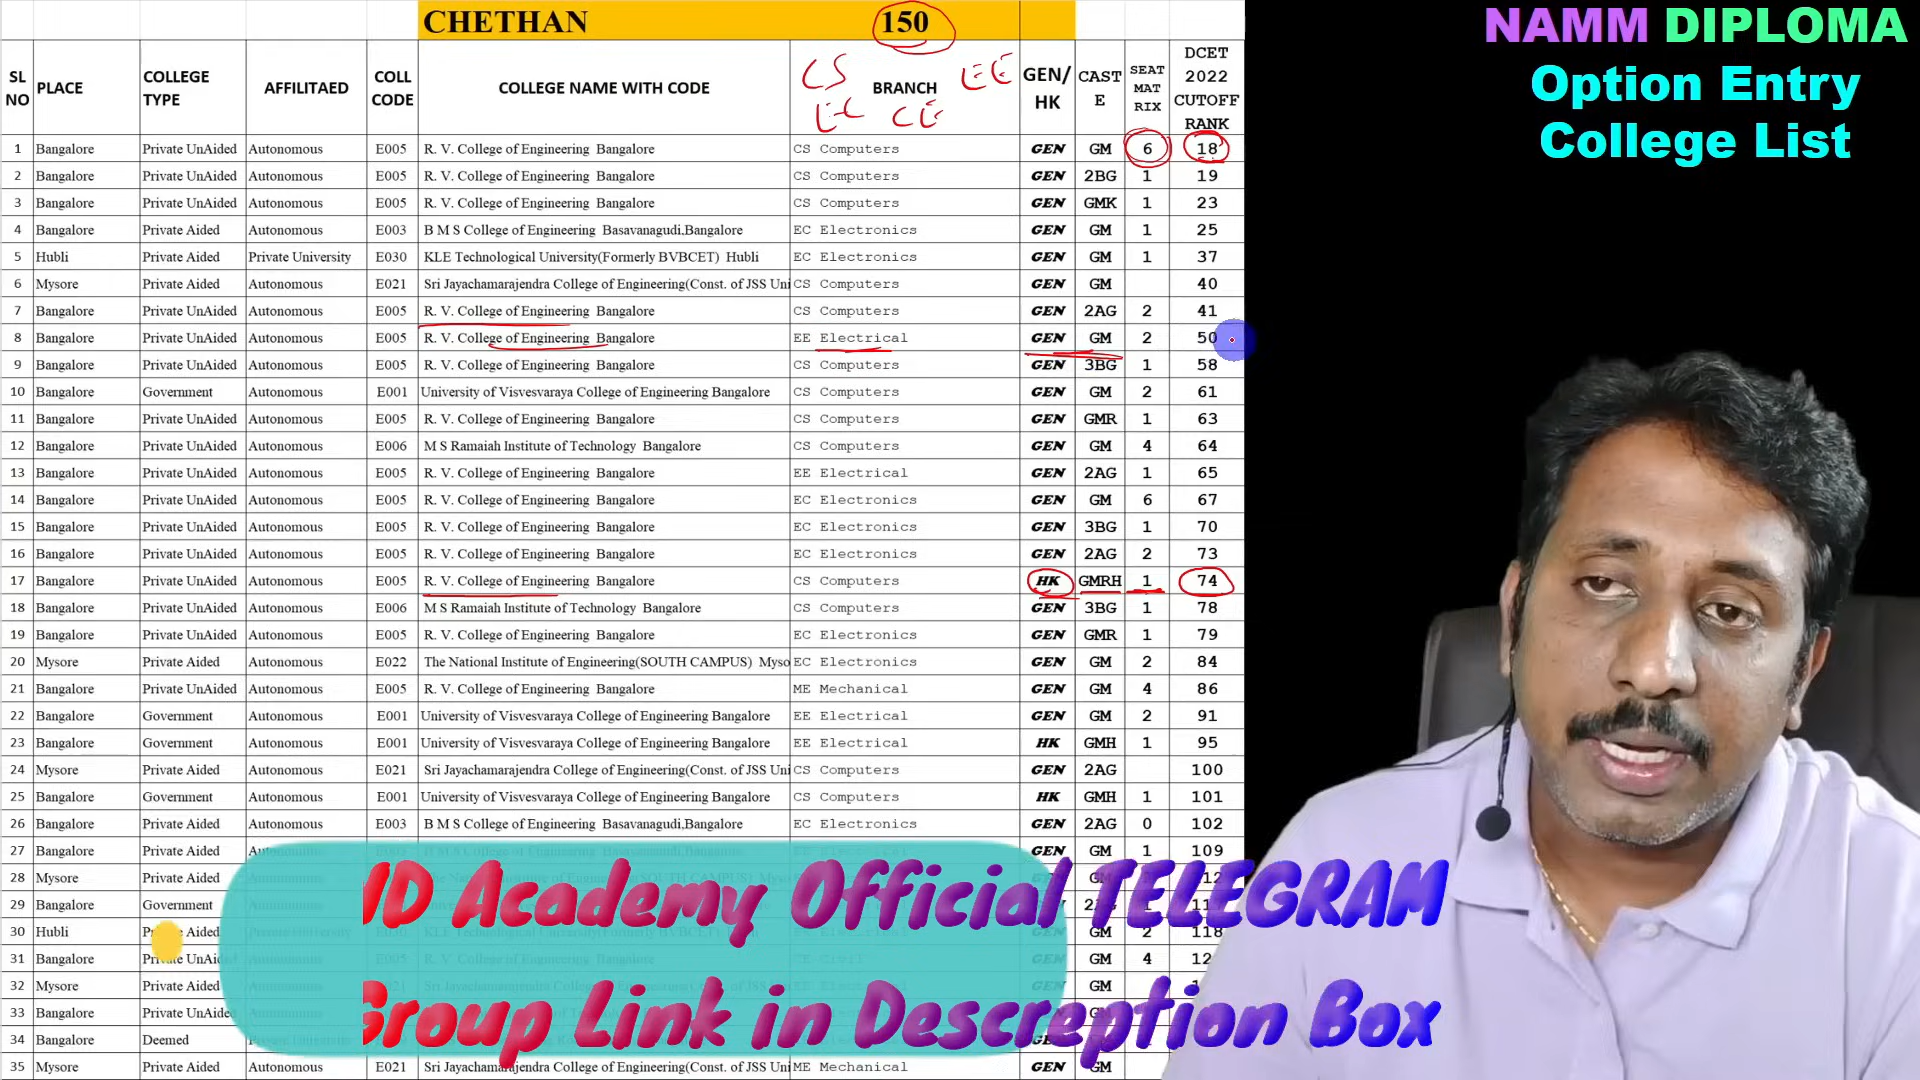 CHETHAN 150
NAMM DIPLOMA
Option Entry
College List
CS EE
EC CE
SL NO PLACE COLLEGE TYPE AFFILITAED COLL CODE COLLEGE NAME WITH CODE BRANCH GEN/ HK CAST E SEAT MAT RIX DCET 2022 CUTOFF RANK
1 Bangalore Private UnAided Autonomous E005 R. V. College of Engineering Bangalore CS Computers GEN GM 6 18
2 Bangalore Private UnAided Autonomous E005 R. V. College of Engineering Bangalore CS Computers GEN 2BG 1 19
3 Bangalore Private UnAided Autonomous E005 R. V. College of Engineering Bangalore CS Computers GEN GMK 1 23
4 Bangalore Private Aided Autonomous E003 B M S College of Engineering Basavanagudi,Bangalore EC Electronics GEN GM 1 25
5 Hubli Private Aided Private University E030 KLE Technological University(Formerly BVBCET) Hubli EC Electronics GEN GM 1 37
6 Mysore Private Aided Autonomous E021 Sri Jayachamarajendra College of Engineering(Const. of JSS Uni CS Computers GEN GM 40
7 Bangalore Private UnAided Autonomous E005 R. V. College of Engineering Bangalore CS Computers GEN 2AG 2 41
8 Bangalore Private UnAided Autonomous E005 R. V. College of Engineering Bangalore EE Electrical GEN GM 2 50
9 Bangalore Private UnAided Autonomous E005 R. V. College of Engineering Bangalore CS Computers GEN 3BG 1 58
10 Bangalore Government Autonomous E001 University of Visvesvaraya College of Engineering Bangalore CS Computers GEN GM 2 61
11 Bangalore Private UnAided Autonomous E005 R. V. College of Engineering Bangalore CS Computers GEN GMR 1 63
12 Bangalore Private UnAided Autonomous E006 M S Ramaiah Institute of Technology Bangalore CS Computers GEN GM 4 64
13 Bangalore Private UnAided Autonomous E005 R. V. College of Engineering Bangalore EE Electrical GEN 2AG 1 65
14 Bangalore Private UnAided Autonomous E005 R. V. College of Engineering Bangalore EC Electronics GEN GM 6 67
15 Bangalore Private UnAided Autonomous E005 R. V. College of Engineering Bangalore EC Electronics GEN 3BG 1 70
16 Bangalore Private UnAided Autonomous E005 R. V. College of Engineering Bangalore EC Electronics GEN 2AG 2 73
17 Bangalore Private UnAided Autonomous E005 R. V. College of Engineering Bangalore CS Computers HK GMRH 1 74
18 Bangalore Private UnAided Autonomous E006 M S Ramaiah Institute of Technology Bangalore CS Computers GEN 3BG 1 78
19 Bangalore Private UnAided Autonomous E005 R. V. College of Engineering Bangalore EC Electronics GEN GMR 1 79
20 Mysore Private Aided Autonomous E022 The National Institute of Engineering(SOUTH CAMPUS) Myso EC Electronics GEN GM 2 84
21 Bangalore Private UnAided Autonomous E005 R. V. College of Engineering Bangalore ME Mechanical GEN GM 4 86
22 Bangalore Government Autonomous E001 University of Visvesvaraya College of Engineering Bangalore EE Electrical GEN GM 2 91
23 Bangalore Government Autonomous E001 University of Visvesvaraya College of Engineering Bangalore EE Electrical HK GMH 1 95
24 Mysore Private Aided Autonomous E021 Sri Jayachamarajendra College of Engineering(Const. of JSS Uni CS Computers GEN 2AG 100
25 Bangalore Government Autonomous E001 University of Visvesvaraya College of Engineering Bangalore CS Computers HK GMH 1 101
26 Bangalore Private Aided Autonomous E003 B M S College of Engineering Basavanagudi,Bangalore EC Electronics GEN 2AG 0 102
27 Bangalore Private Aided GEN GM 1 109
28 Mysore Private Aided
29 Bangalore Government
30 Hubli Aided GM 2 118
31 Bangalore GM 4
32 Mysore Private Aided GM
33 Bangalore Private
34 Bangalore Deemed
35 Mysore Private Aided Autonomous E021 Sri Jayachamarajendra College of Engineering(Const. of JSS Uni ME Mechanical GEN GM
Academy Official TELEGRAM
Group Link in Descreption Box